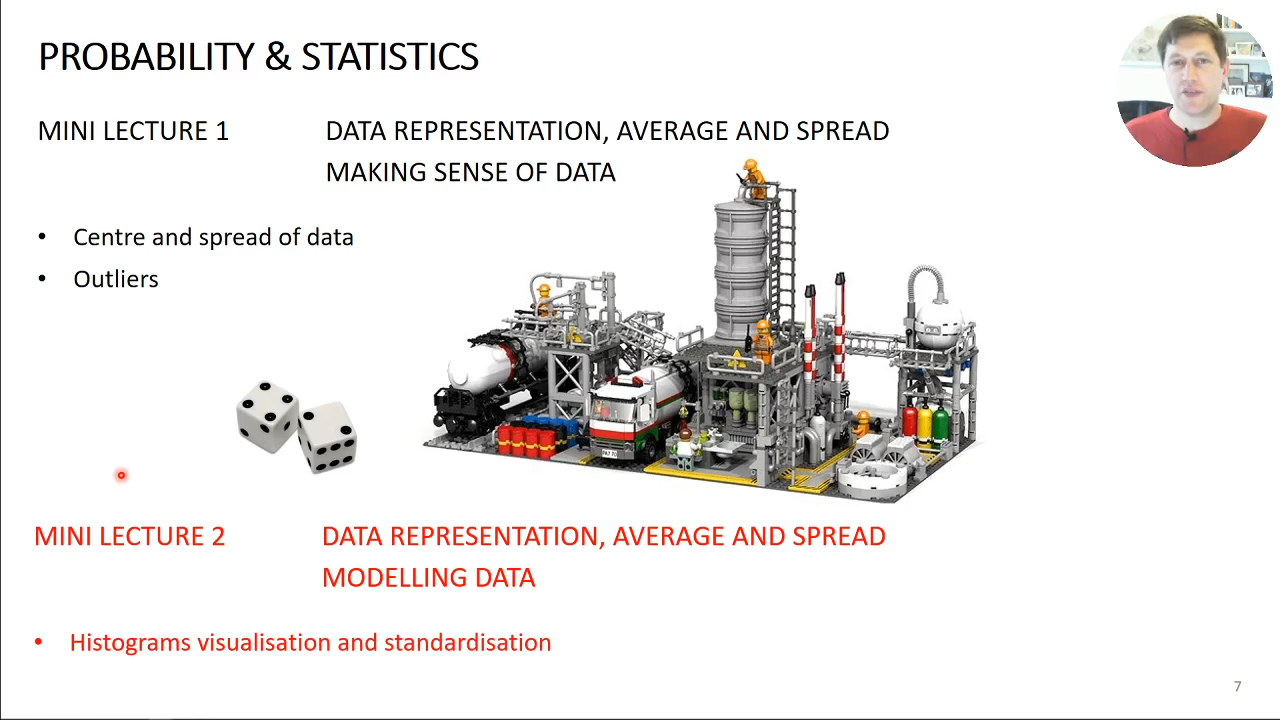 PROBABILITY & STATISTICS
MINI LECTURE 1 DATA REPRESENTATION, AVERAGE AND SPREAD
MAKING SENSE OF DATA
• Centre and spread of data
• Outliers
MINI LECTURE 2 DATA REPRESENTATION, AVERAGE AND SPREAD
MODELLING DATA
• Histograms visualisation and standardisation
7